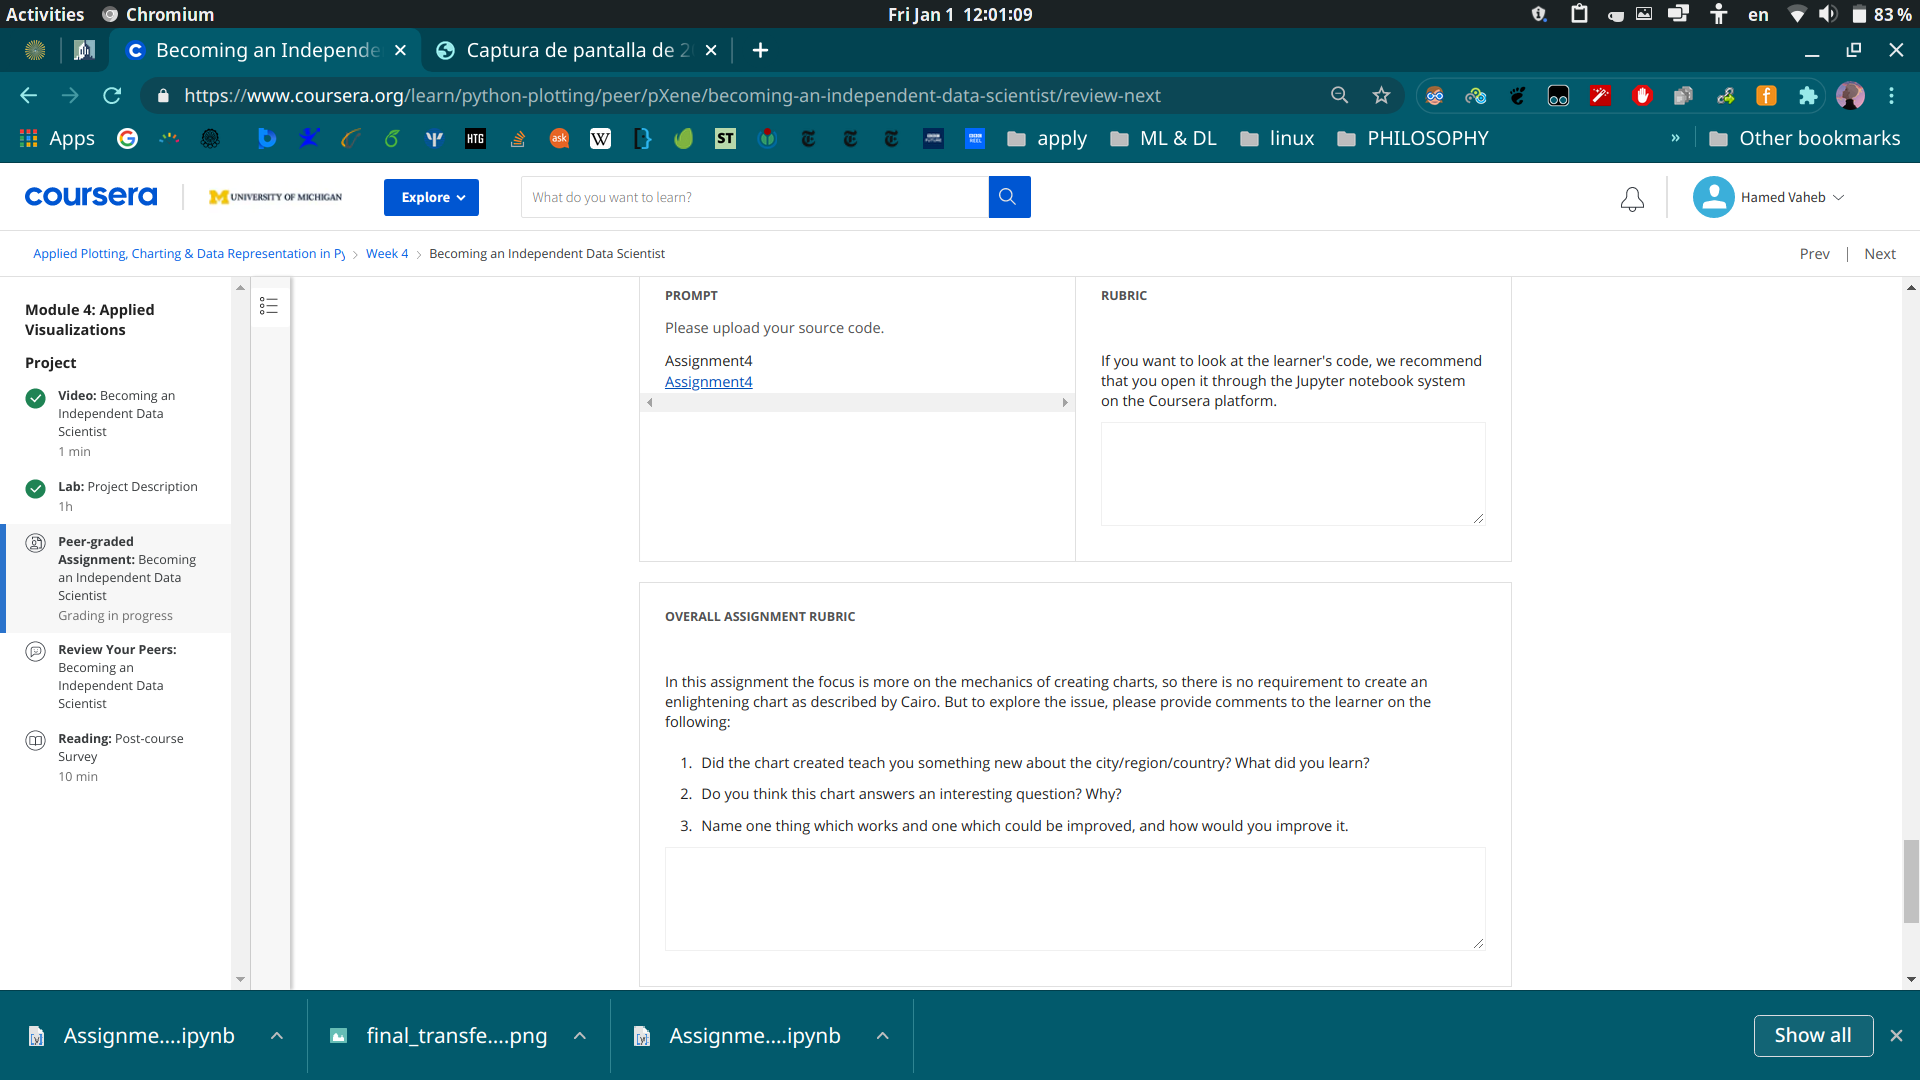 Activities
Chromium
Fri Jan 1 12:01:09
en
83 %
Becoming an Independe
Captura de pantalla de 2
https://www.coursera.org/learn/python-plotting/peer/pXene/becoming-an-independent-data-scientist/review-next
Apps
HTG
ask
W
ST
apply
ML & DL
linux
PHILOSOPHY
»
Other bookmarks
coursera
M UNIVERSITY OF MICHIGAN
Explore
What do you want to learn?
Hamed Vaheb
Applied Plotting, Charting & Data Representation in Py
Week 4
Becoming an Independent Data Scientist
Prev
Next
Module 4: Applied
Visualizations
Project
Video: Becoming an
Independent Data
Scientist
1 min
Lab: Project Description
1h
Peer-graded
Assignment: Becoming
an Independent Data
Scientist
Grading in progress
Review Your Peers:
Becoming an
Independent Data
Scientist
Reading: Post-course
Survey
10 min
PROMPT
Please upload your source code.
Assignment4
Assignment4
RUBRIC
If you want to look at the learner's code, we recommend
that you open it through the Jupyter notebook system
on the Coursera platform.
OVERALL ASSIGNMENT RUBRIC
In this assignment the focus is more on the mechanics of creating charts, so there is no requirement to create an
enlightening chart as described by Cairo. But to explore the issue, please provide comments to the learner on the
following:
1. Did the chart created teach you something new about the city/region/country? What did you learn?
2. Do you think this chart answers an interesting question? Why?
3. Name one thing which works and one which could be improved, and how would you improve it.
Assignme....ipynb
final_transfe....png
Assignme....ipynb
Show all